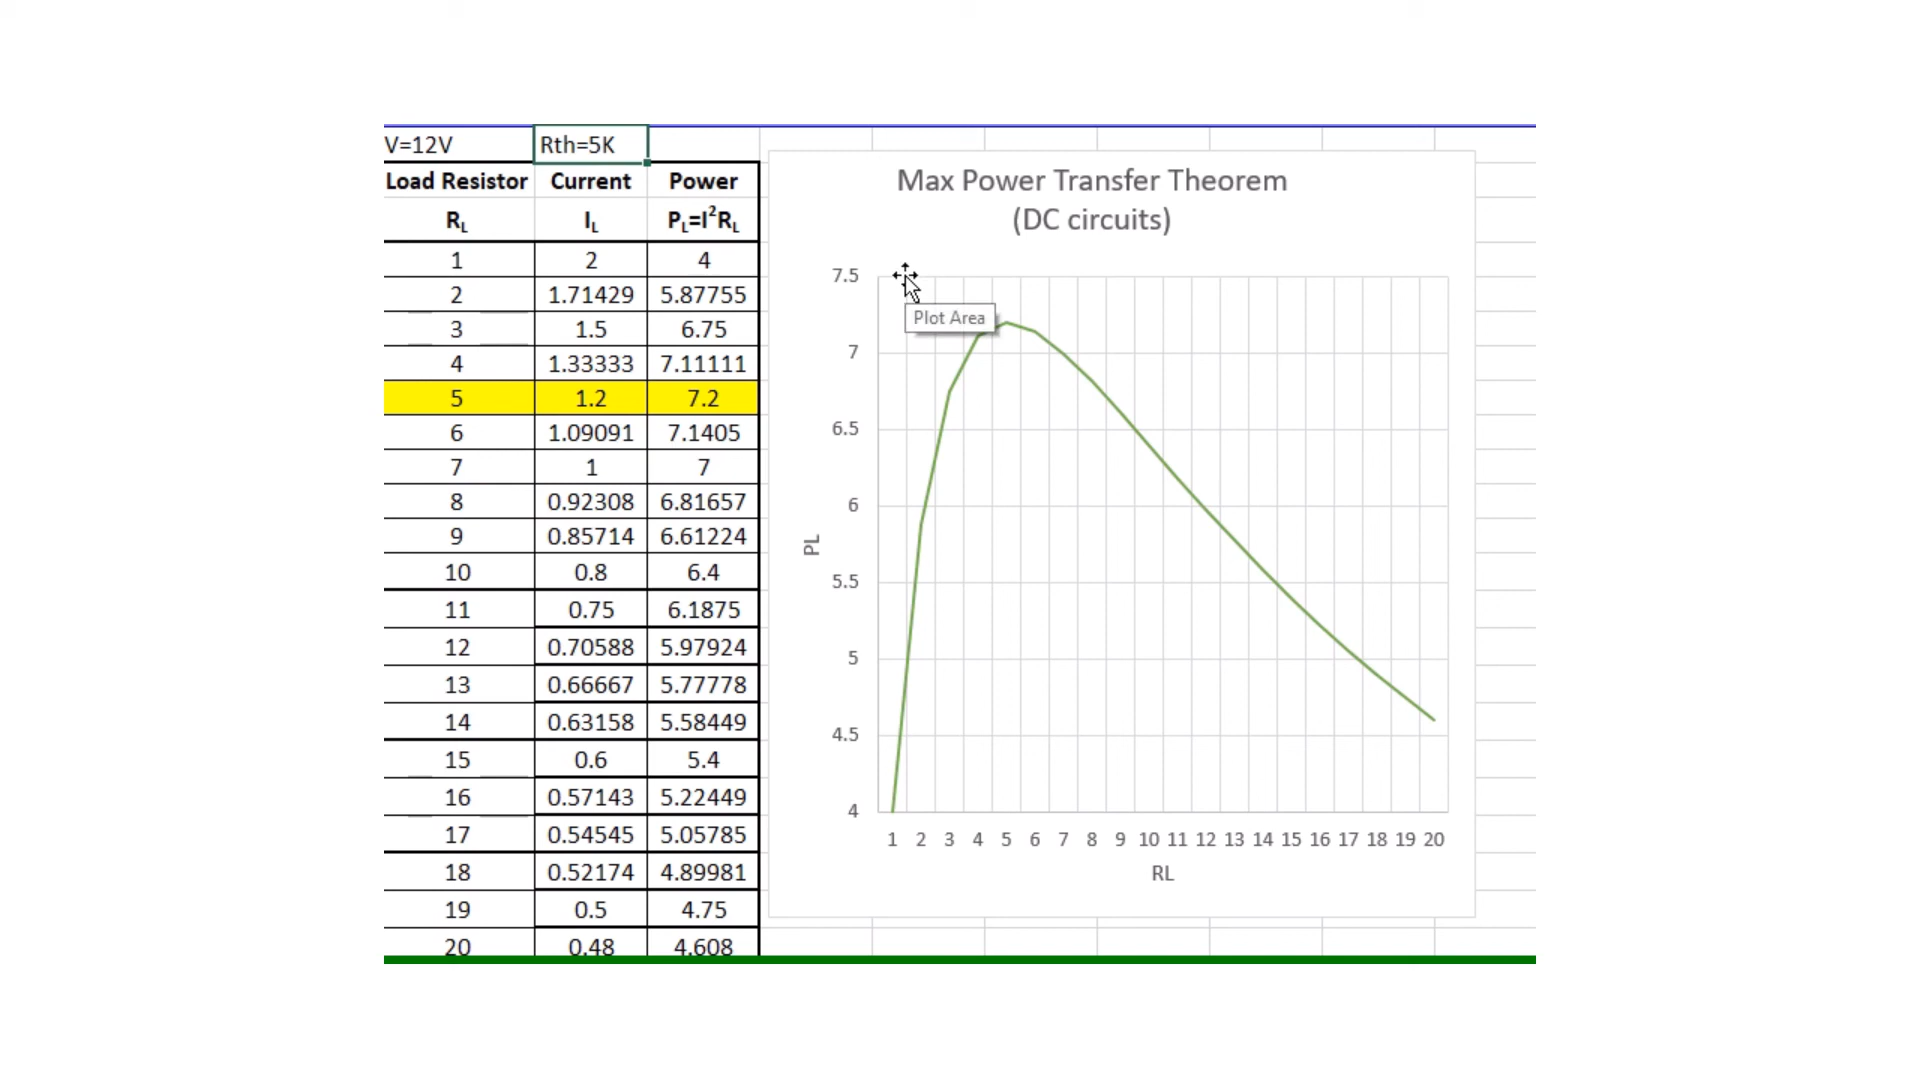 V=12V Rth=5K
Load Resistor Current Power
RL IL PL=I²RL
1 2 4
2 1.71429 5.87755
3 1.5 6.75
4 1.33333 7.11111
5 1.2 7.2
6 1.09091 7.1405
7 1 7
8 0.92308 6.81657
9 0.85714 6.61224
10 0.8 6.4
11 0.75 6.1875
12 0.70588 5.97924
13 0.66667 5.77778
14 0.63158 5.58449
15 0.6 5.4
16 0.57143 5.22449
17 0.54545 5.05785
18 0.52174 4.89981
19 0.5 4.75
20 0.48 4.608
Max Power Transfer Theorem
(DC circuits)
7.5
Plot Area
7
6.5
6
PL
5.5
5
4.5
4
1 2 3 4 5 6 7 8 9 10 11 12 13 14 15 16 17 18 19 20
RL